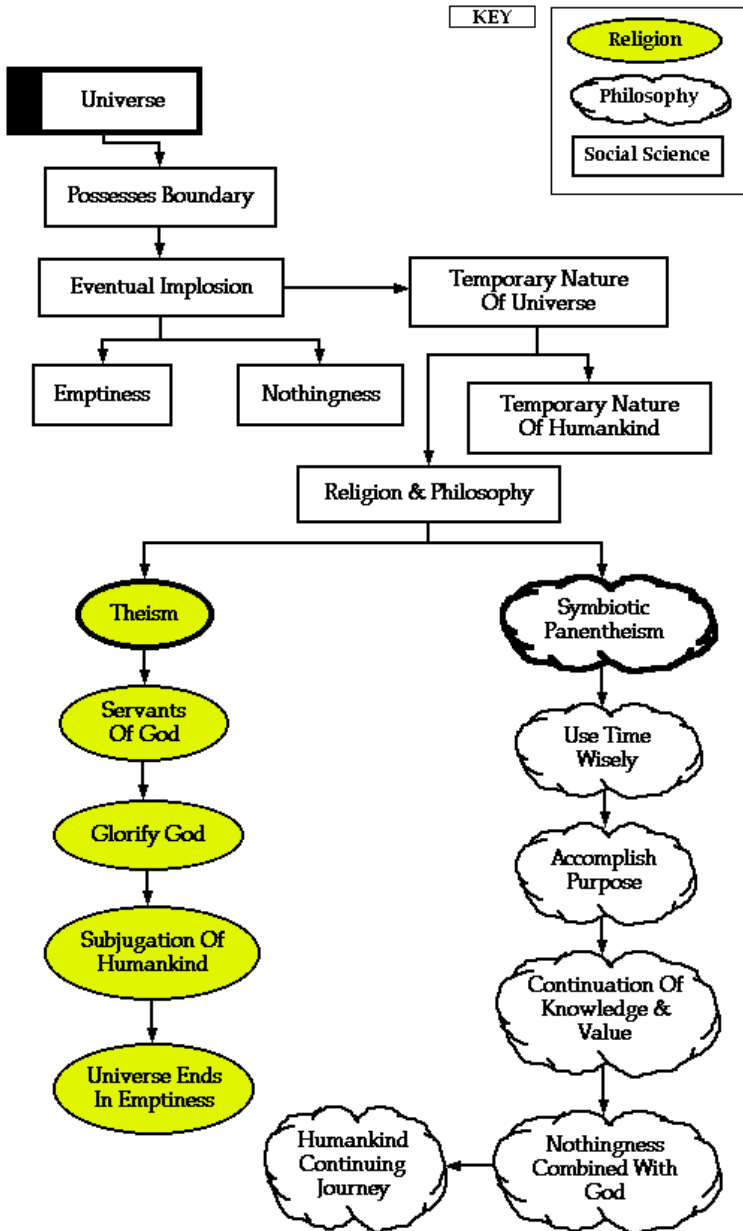 KEY
Religion
Philosophy
Social Science
Universe
Possesses Boundary
Eventual Implosion
Temporary Nature
Of Universe
Emptiness
Nothingness
Temporary Nature
Of Humankind
Religion & Philosophy
Theism
Symbiotic
Panentheism
Servants
Of God
Use Time
Wisely
Glorify God
Accomplish
Purpose
Subjugation Of
Humankind
Continuation Of
Knowledge &
Value
Universe Ends
In Emptiness
Humankind
Continuing
Journey
Nothingness
Combined With
God